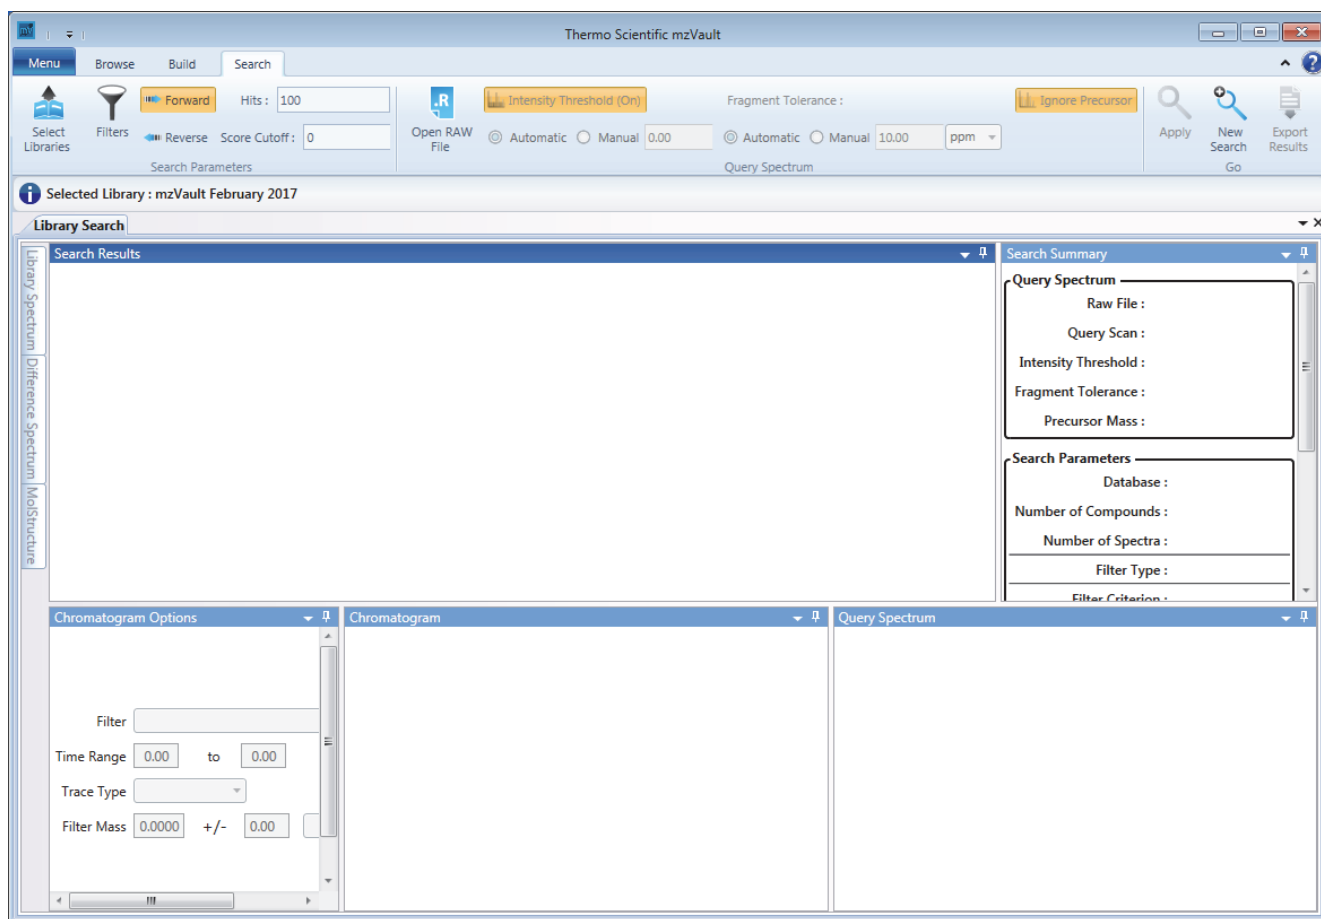 Thermo Scientific mzVault
Menu Browse Build Search
Forward Hits : 100 Intensity Threshold (On) Fragment Tolerance : Ignore Precursor
Select Libraries Filters Reverse Score Cutoff : 0 Open RAW File Automatic Manual 0.00 Automatic Manual 10.00 ppm Apply New Search Export Results
Search Parameters Query Spectrum Go
Selected Library : mzVault February 2017
Library Search
Library Spectrum
Difference Spectrum
MolStructure
Search Results
Search Summary
Query Spectrum
Raw File :
Query Scan :
Intensity Threshold :
Fragment Tolerance :
Precursor Mass :
Search Parameters
Database :
Number of Compounds :
Number of Spectra :
Filter Type :
Filter Criterion :
Chromatogram Options
Filter
Time Range 0.00 to 0.00
Trace Type
Filter Mass 0.0000 +/- 0.00
Chromatogram
Query Spectrum